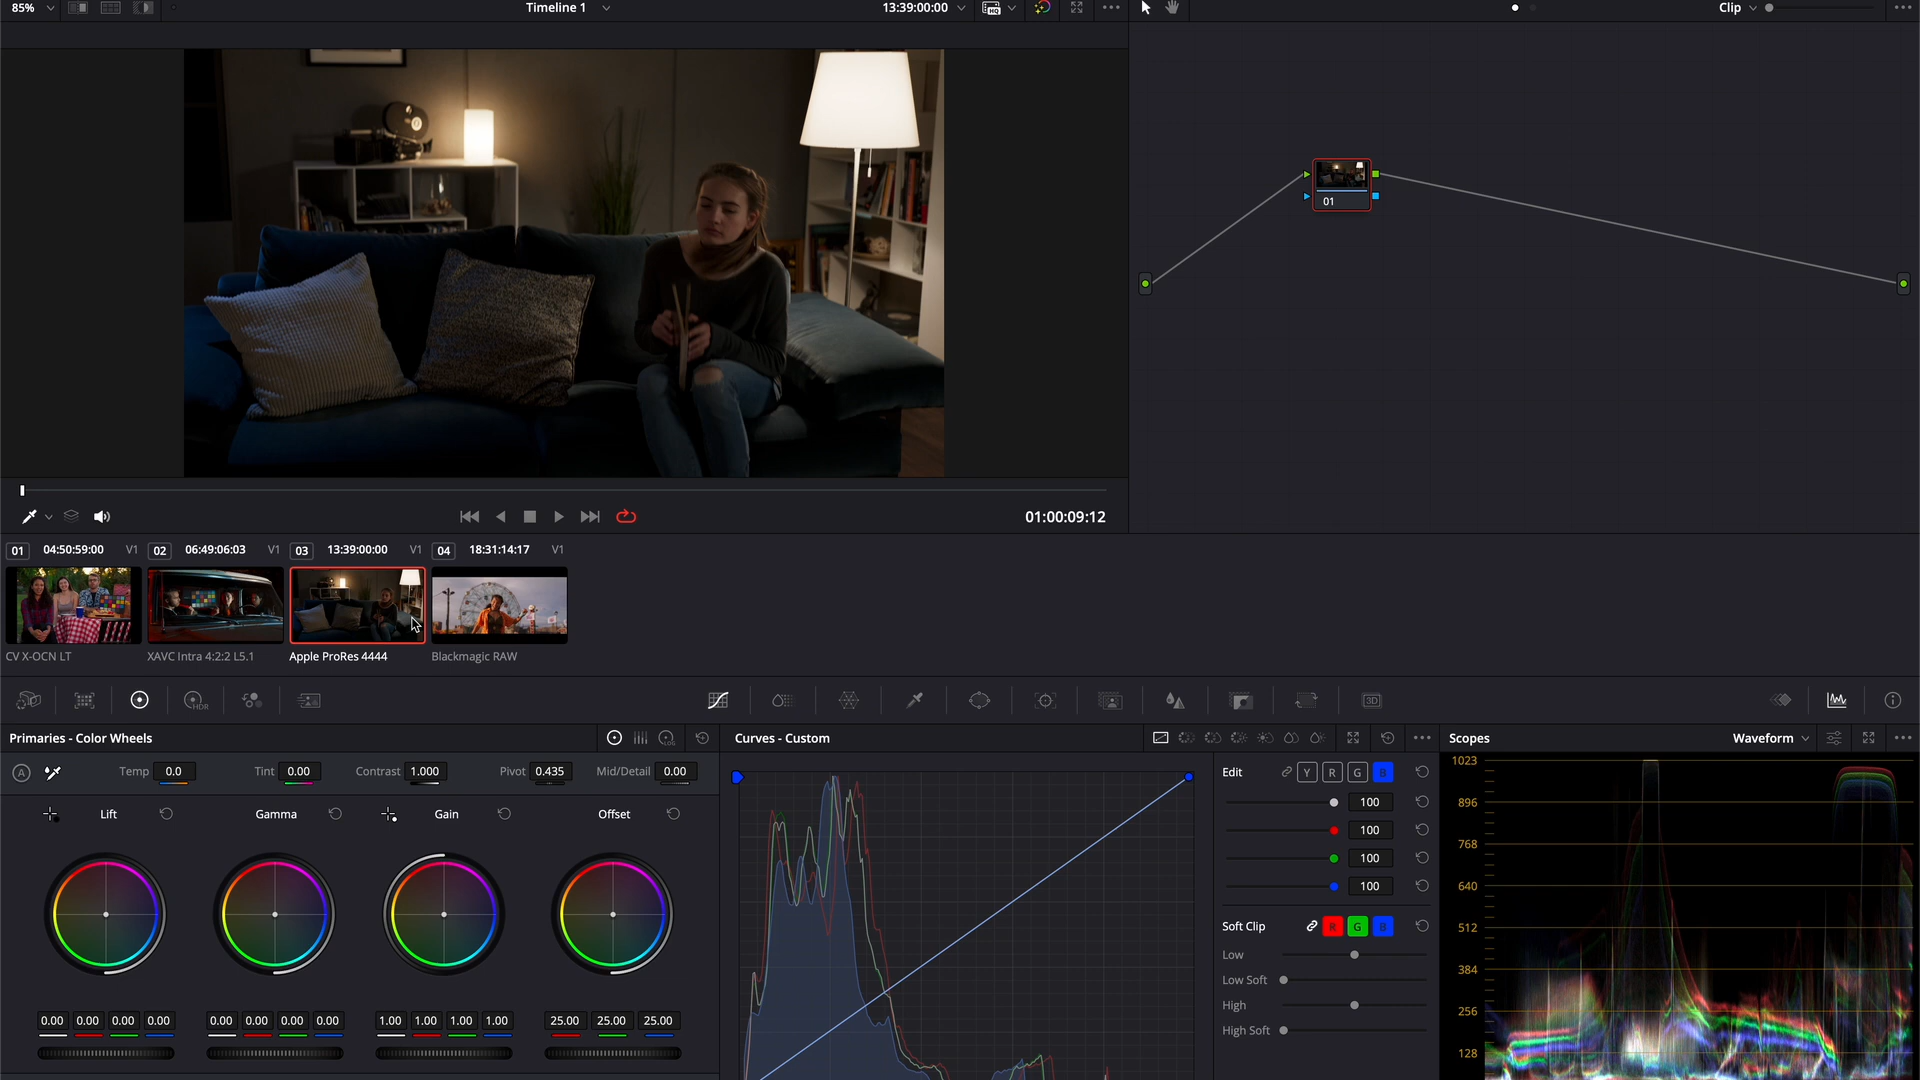 85%
Timeline 1
13:39:00:00
HQ
Clip
01
01:00:09:12
01 04:50:59:00 V1 02 06:49:06:03 V1 03 13:39:00:00 V1 04 18:31:14:17 V1
CV X-OCN LT XAVC Intra 4:2:2 L5.1 Apple ProRes 4444 Blackmagic RAW
HDR
3D
Primaries - Color Wheels
LOG
Curves - Custom
Scopes
Waveform
A Temp 0.0 Tint 0.00 Contrast 1.000 Pivot 0.435 Mid/Detail 0.00
Lift Gamma Gain Offset
0.00 0.00 0.00 0.00 0.00 0.00 0.00 0.00 1.00 1.00 1.00 1.00 25.00 25.00 25.00
Edit Y R G B
100
100
100
100
Soft Clip R G B
Low
Low Soft
High
High Soft
1023
896
768
640
512
384
256
128